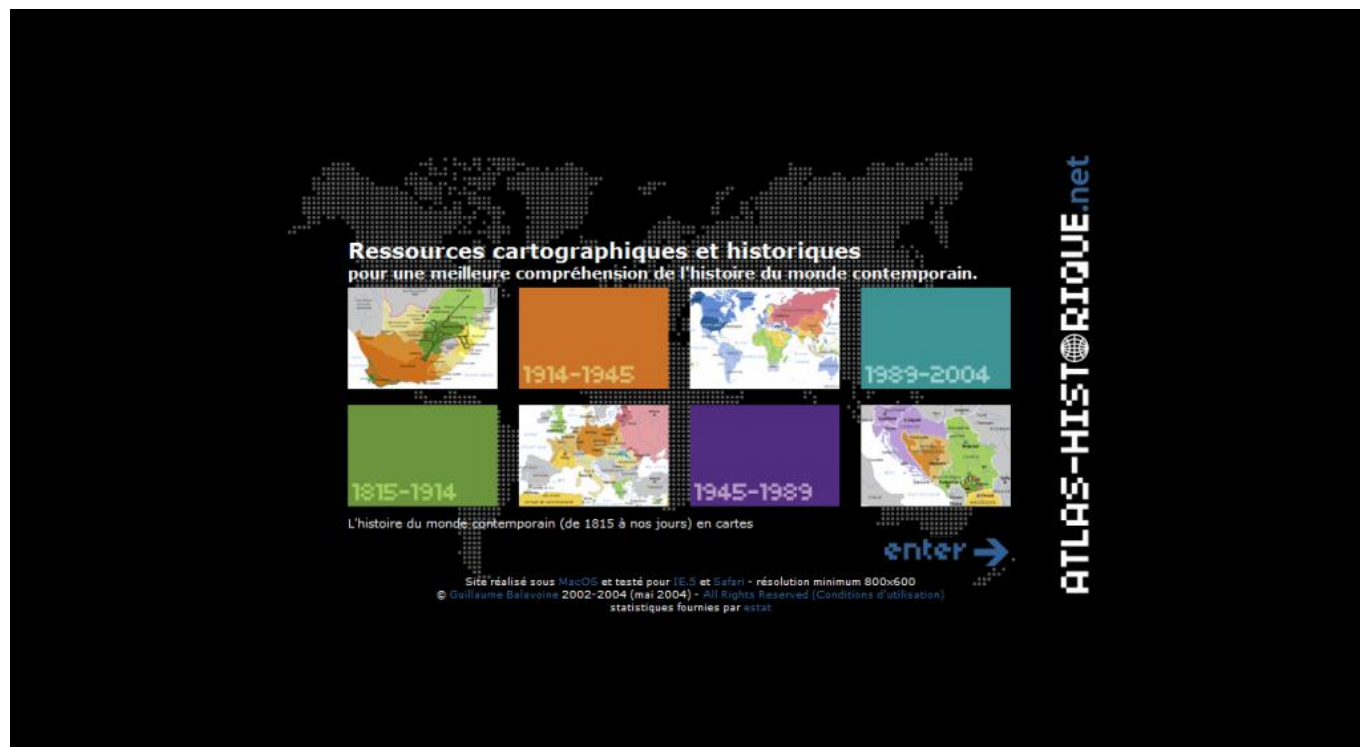 Ressources cartographiques et historiques
pour une meilleure compréhension de l'histoire du monde contemporain.
1914-1945
1989-2004
1815-1914
1945-1989
L'histoire du monde contemporain (de 1815 à nos jours) en cartes
enter
Site réalisé sous MacOS et testé pour IE.5 et Safari - résolution minimum 800x600
© Guillaume Balavoine 2002-2004 (mai 2004) - All Rights Reserved (Conditions d'utilisation)
statistiques fournies par estat
ATLAS-HISTORIQUE.net